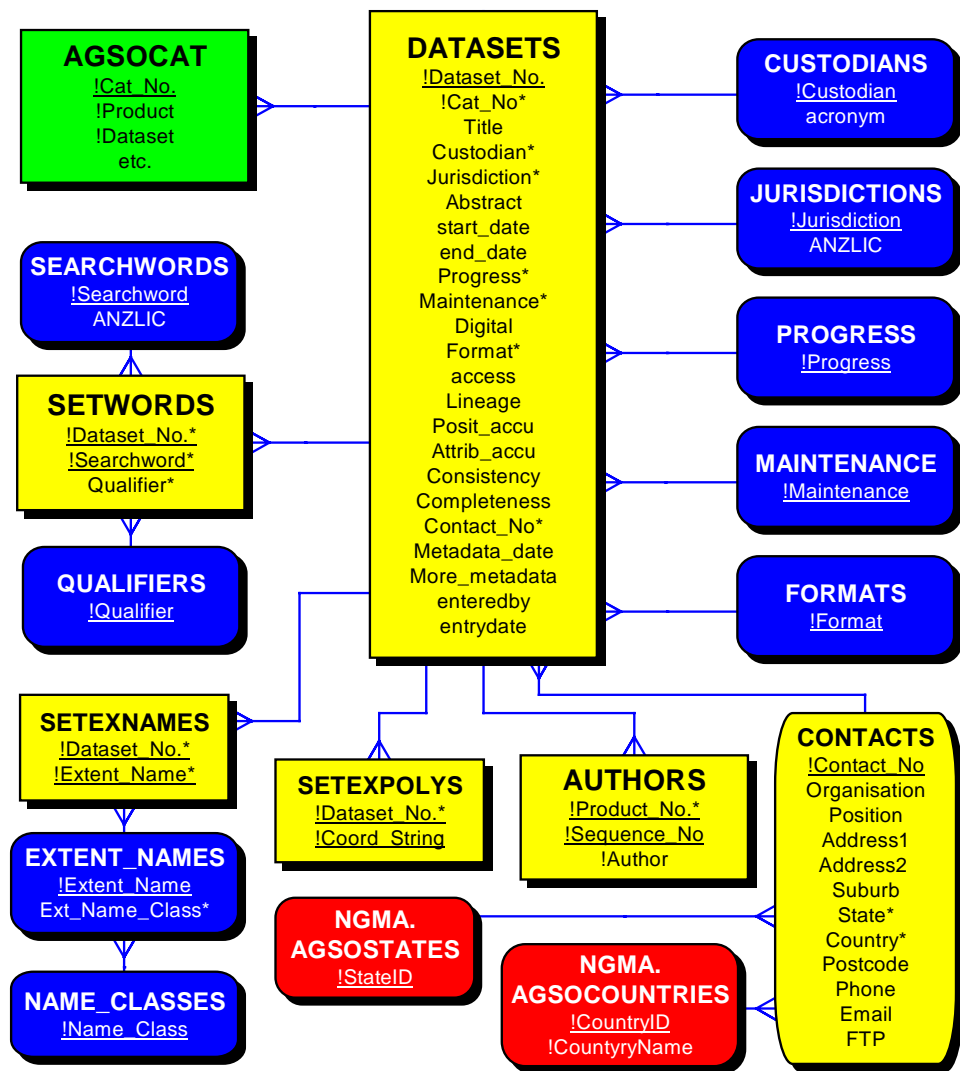 AGSOCAT
!Cat_No.
!Product
!Dataset
etc.
DATASETS
!Dataset_No.
!Cat_No*
Title
Custodian*
Jurisdiction*
Abstract
start_date
end_date
Progress*
Maintenance*
Digital
Format*
access
Lineage
Posit_accu
Attrib_accu
Consistency
Completeness
Contact_No*
Metadata_date
More_metadata
enteredby
entrydate
CUSTODIANS
!Custodian
acronym
JURISDICTIONS
!Jurisdiction
ANZLIC
PROGRESS
!Progress
MAINTENANCE
!Maintenance
FORMATS
!Format
SEARCHWORDS
!Searchword
ANZLIC
SETWORDS
!Dataset_No.*
!Searchword*
Qualifier*
QUALIFIERS
!Qualifier
SETEXNAMES
!Dataset_No.*
!Extent_Name*
EXTENT_NAMES
!Extent_Name
Ext_Name_Class*
NAME_CLASSES
!Name_Class
SETEXPOLYS
!Dataset_No.*
!Coord_String
AUTHORS
!Product_No.*
!Sequence_No
!Author
CONTACTS
!Contact_No
Organisation
Position
Address1
Address2
Suburb
State*
Country*
Postcode
Phone
Email
FTP
NGMA.
AGSOSTATES
!StateID
NGMA.
AGSOCOUNTRIES
!CountryID
!CountyryName